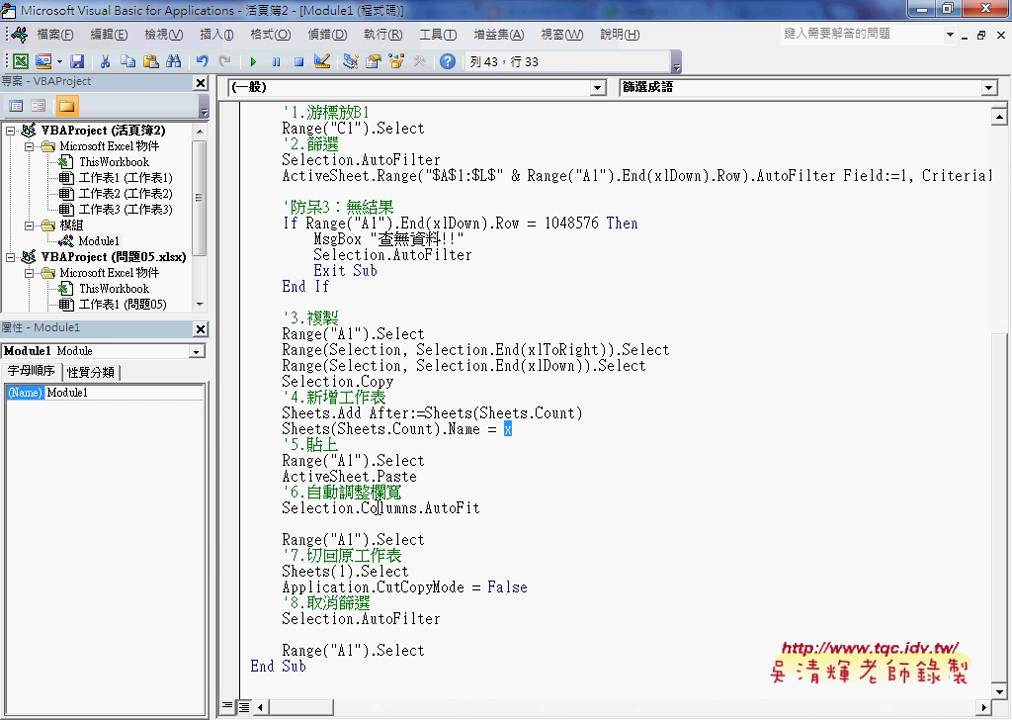 Microsoft Visual Basic for Applications - 活頁簿2 - [Module1 (程式碼)]
檔案(F) 編輯(E) 檢視(V) 插入(I) 格式(O) 偵錯(D) 執行(R) 工具(T) 增益集(A) 視窗(W) 說明(H) 鍵入需要解答的問題
列 43，行 33
專案 - VBAProject
(一般) 篩選成語
VBAProject (活頁簿2)
Microsoft Excel 物件
ThisWorkbook
工作表1 (工作表1)
工作表2 (工作表2)
工作表3 (工作表3)
模組
Module1
VBAProject (問題05.xlsx)
Microsoft Excel 物件
ThisWorkbook
工作表1 (問題05)
屬性 - Module1
Module1 Module
字母順序 性質分類
(Name) Module1
'1.游標放B1
Range("C1").Select
'2.篩選
Selection.AutoFilter
ActiveSheet.Range("$A$1:$L$" & Range("A1").End(xlDown).Row).AutoFilter Field:=1, Criteria1
'防呆3：無結果
If Range("A1").End(xlDown).Row = 1048576 Then
MsgBox "查無資料!!"
Selection.AutoFilter
Exit Sub
End If
'3.複製
Range("A1").Select
Range(Selection, Selection.End(xlToRight)).Select
Range(Selection, Selection.End(xlDown)).Select
Selection.Copy
'4.新增工作表
Sheets.Add After:=Sheets(Sheets.Count)
Sheets(Sheets.Count).Name = x
'5.貼上
Range("A1").Select
ActiveSheet.Paste
'6.自動調整欄寬
Selection.Columns.AutoFit
Range("A1").Select
'7.切回原工作表
Sheets(1).Select
Application.CutCopyMode = False
'8.取消篩選
Selection.AutoFilter
Range("A1").Select
End Sub
http://www.tqc.idv.tw/
吳清輝老師錄製